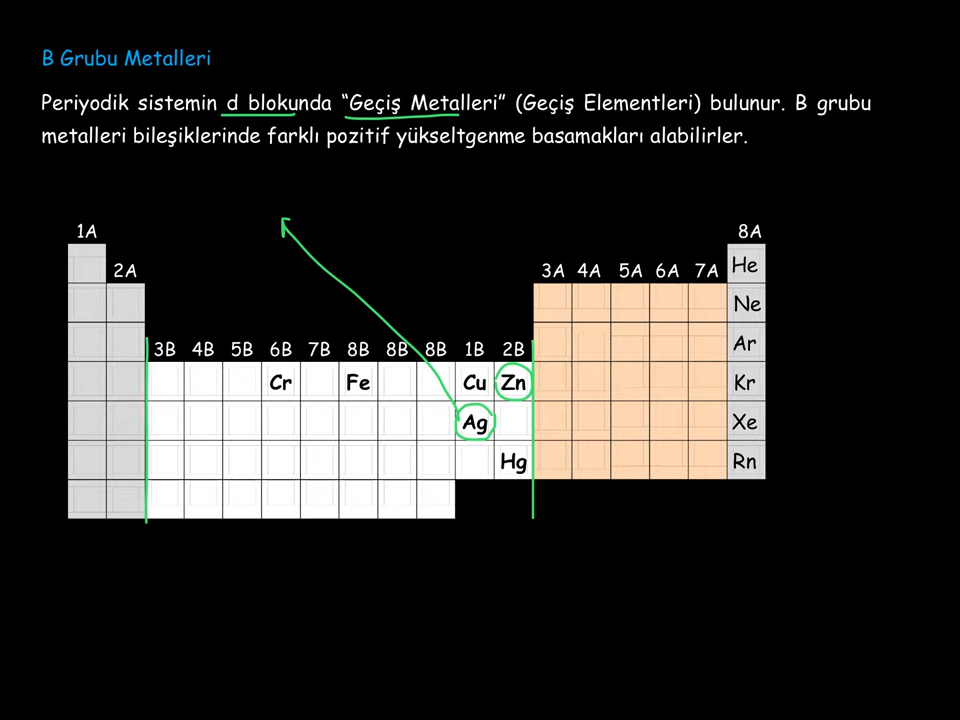 B Grubu Metalleri
Periyodik sistemin d blokunda “Geçiş Metalleri” (Geçiş Elementleri) bulunur. B grubu
metalleri bileşiklerinde farklı pozitif yükseltgenme basamakları alabilirler.
1A 8A
2A 3A 4A 5A 6A 7A He
Ne
3B 4B 5B 6B 7B 8B 8B 8B 1B 2B Ar
Cr Fe Cu Zn Kr
Ag Xe
Hg Rn